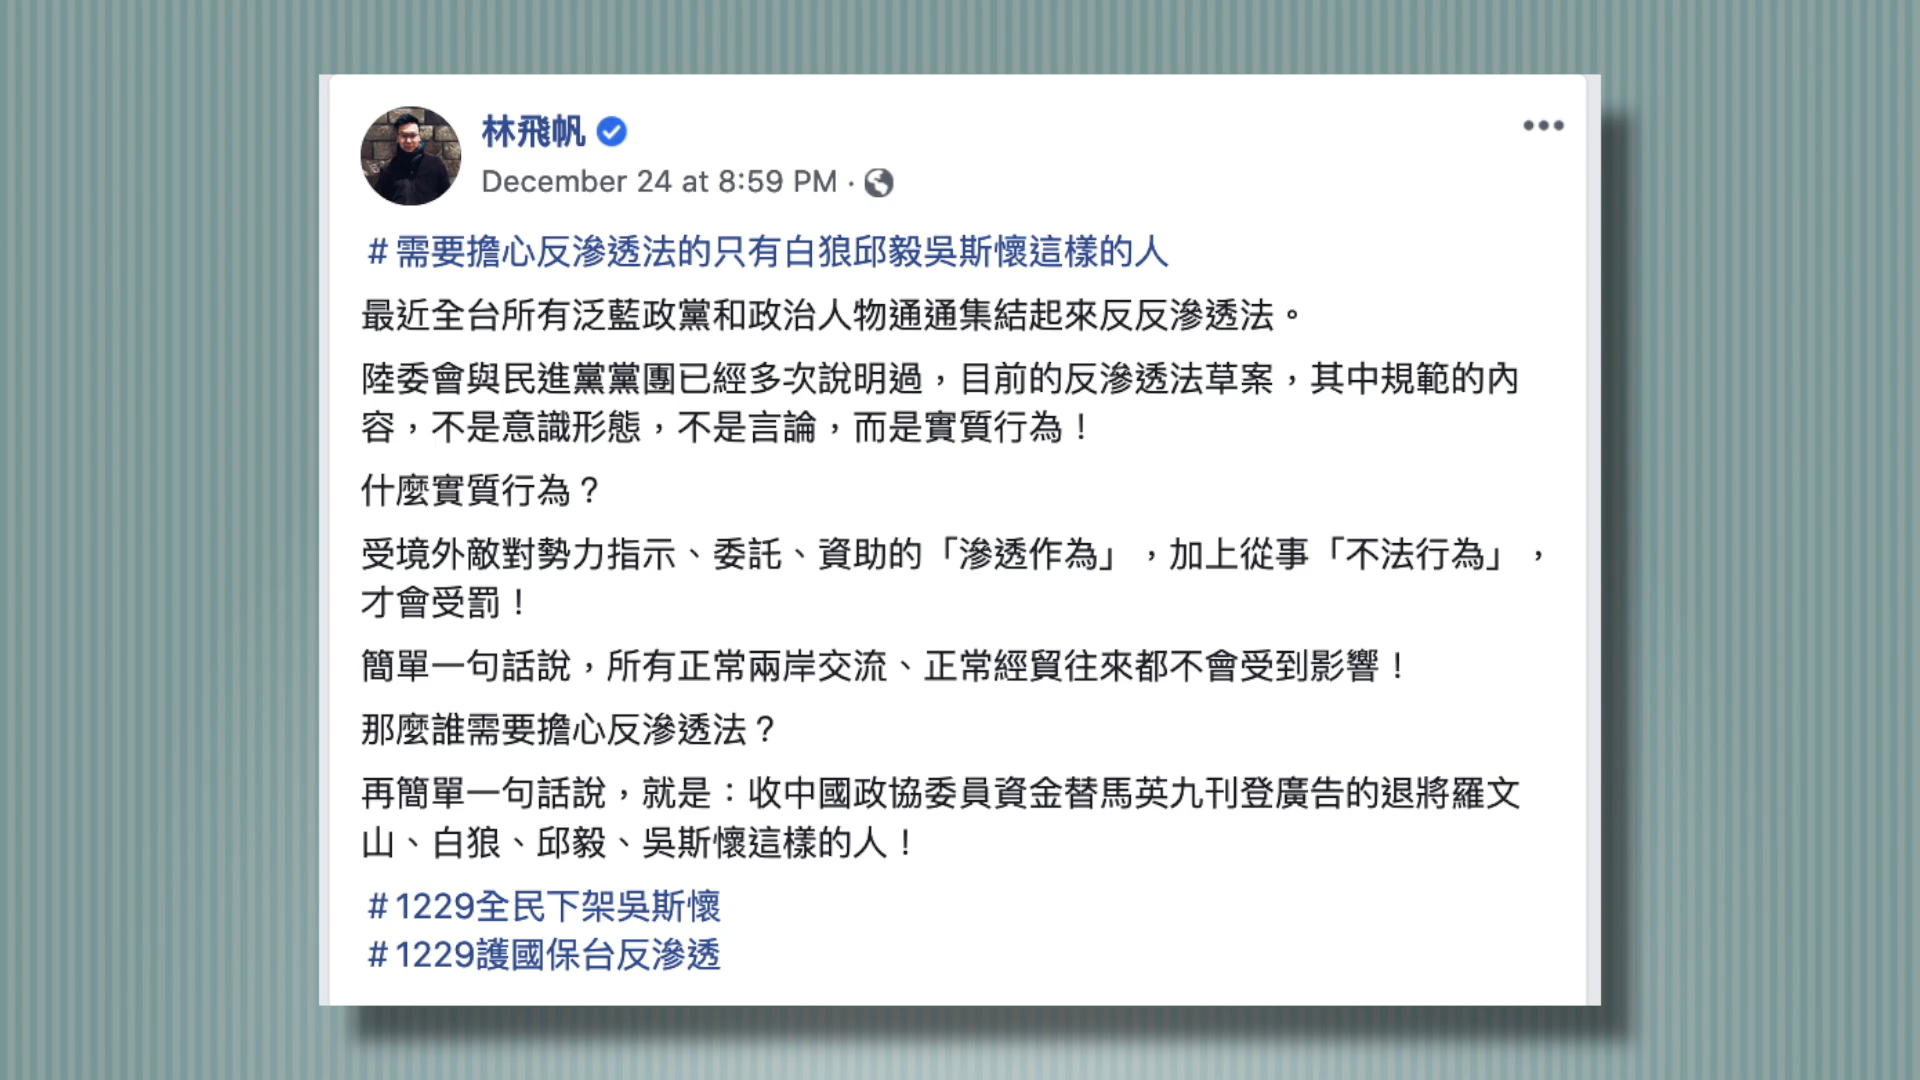 林飛帆
December 24 at 8:59 PM ·
#需要擔心反滲透法的只有白狼邱毅吳斯懷這樣的人
最近全台所有泛藍政黨和政治人物通通集結起來反反滲透法。
陸委會與民進黨黨團已經多次說明過，目前的反滲透法草案，其中規範的內
容，不是意識形態，不是言論，而是實質行為！
什麼實質行為？
受境外敵對勢力指示、委託、資助的「滲透作為」，加上從事「不法行為」，
才會受罰！
簡單一句話說，所有正常兩岸交流、正常經貿往來都不會受到影響！
那麼誰需要擔心反滲透法？
再簡單一句話說，就是：收中國政協委員資金替馬英九刊登廣告的退將羅文
山、白狼、邱毅、吳斯懷這樣的人！
#1229全民下架吳斯懷
#1229護國保台反滲透